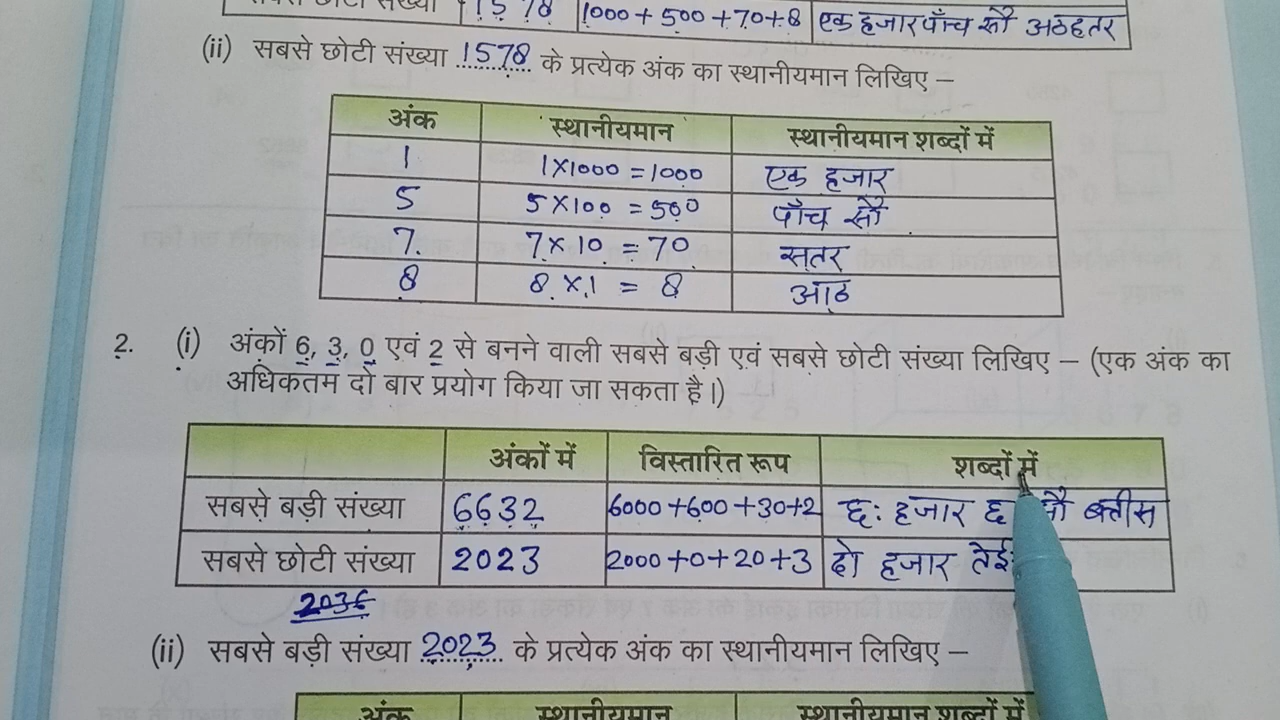 सबसे छोटी संख्या 1578 1000+500+70+8 एक हजार पाँच सौ अठहतर
(ii) सबसे छोटी संख्या 1578 के प्रत्येक अंक का स्थानीयमान लिखिए –
अंक स्थानीयमान स्थानीयमान शब्दों में
1 1×1000 = 1000 एक हजार
5 5×100 = 500 पाँच सौ
7 7×10 = 70 सतर
8 8×1 = 8 आठ
2. (i) अंकों 6, 3, 0 एवं 2 से बनने वाली सबसे बड़ी एवं सबसे छोटी संख्या लिखिए – (एक अंक का
अधिकतम दो बार प्रयोग किया जा सकता है।)
अंकों में विस्तारित रूप शब्दों में
सबसे बड़ी संख्या 6632 6000+600+30+2 छः हजार छ सौ बत्तीस
सबसे छोटी संख्या 2023 2000+0+20+3 दो हजार
2036
(ii) सबसे बड़ी संख्या 2023 के प्रत्येक अंक का स्थानीयमान लिखिए –
अंक स्थानीयमान स्थानीयमान शब्दों में